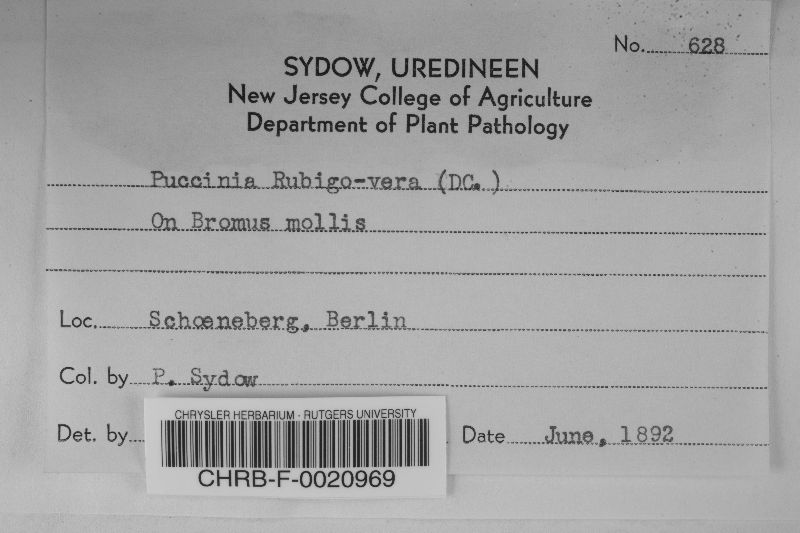 No. 628
SYDOW, UREDINEEN
New Jersey College of Agriculture
Department of Plant Pathology
Puccinia Rubigo-vera (DC.)
On Bromus mollis
Loc. Schœneberg, Berlin
Col. by P. Sydow
Det. by
Date June, 1892
CHRYSLER HERBARIUM - RUTGERS UNIVERSITY
CHRB-F-0020969